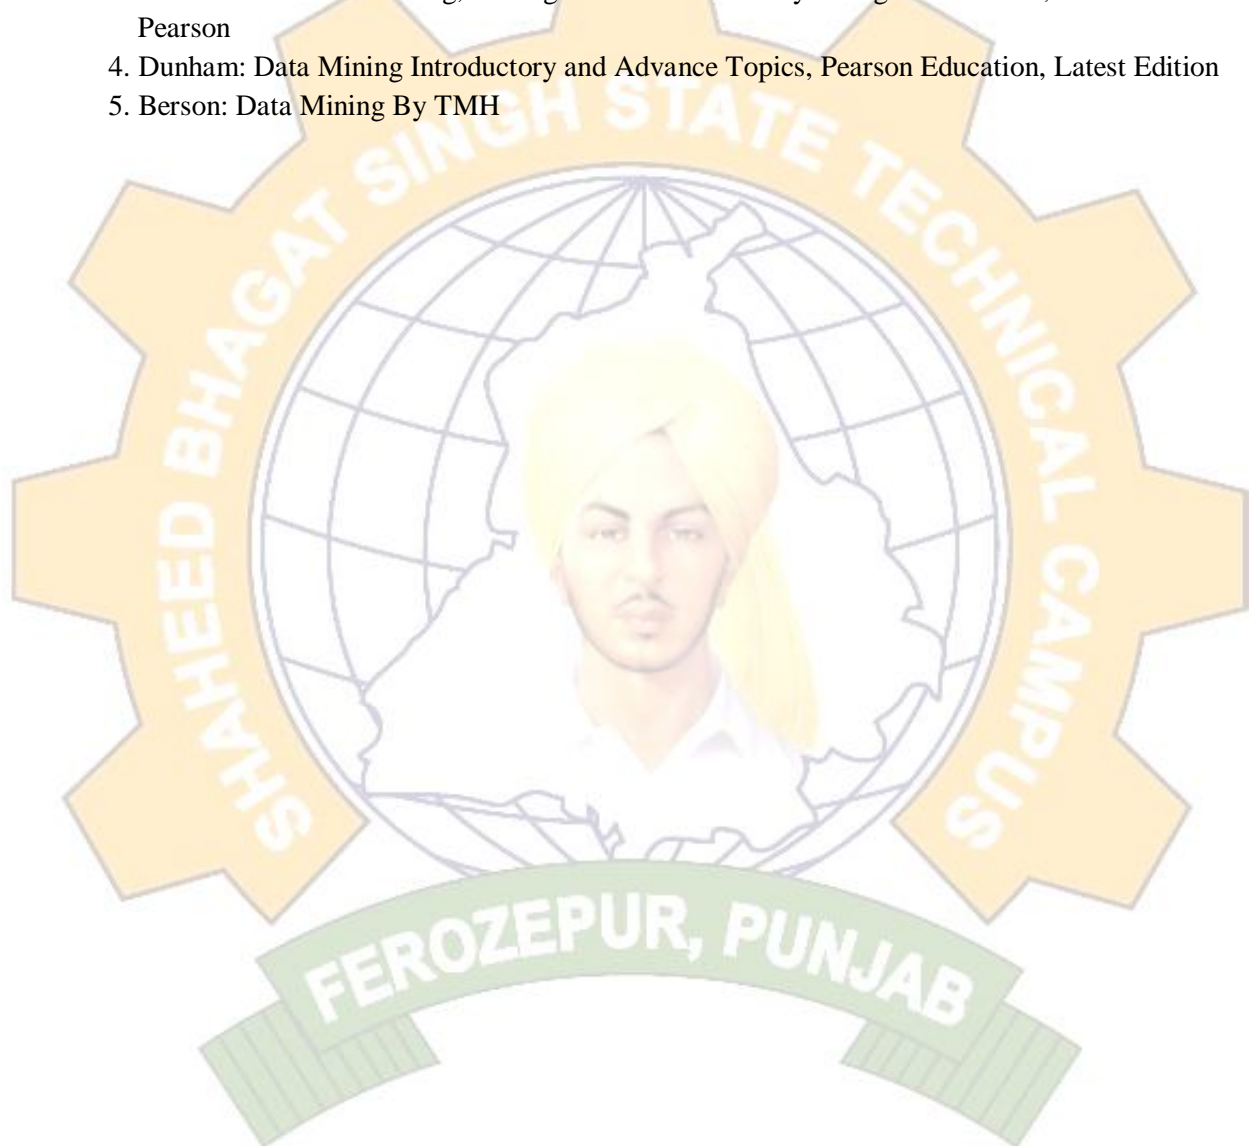 Pearson
4. Dunham: Data Mining Introductory and Advance Topics, Pearson Education, Latest Edition
5. Berson: Data Mining By TMH
SHAHEED BHAGAT SINGH STATE TECHNICAL CAMPUS
FEROZEPUR, PUNJAB